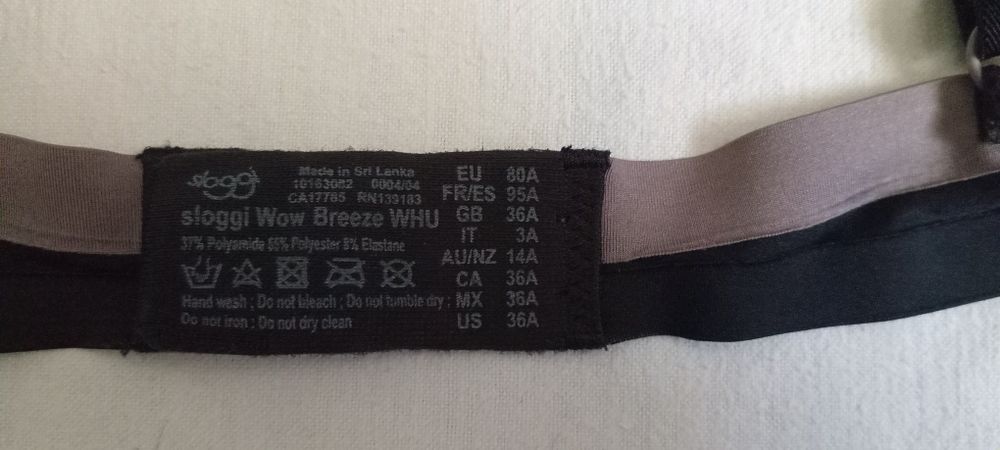 sloggi
Made in Sri Lanka
10163082 0004/04
CA17765 RN139183
sloggi Wow Breeze WHU
37% Polyamide 55% Polyester 8% Elastane
Hand wash ; Do not bleach ; Do not tumble dry ;
Do not iron ; Do not dry clean
EU 80A
FR/ES 95A
GB 36A
IT 3A
AU/NZ 14A
CA 36A
MX 36A
US 36A